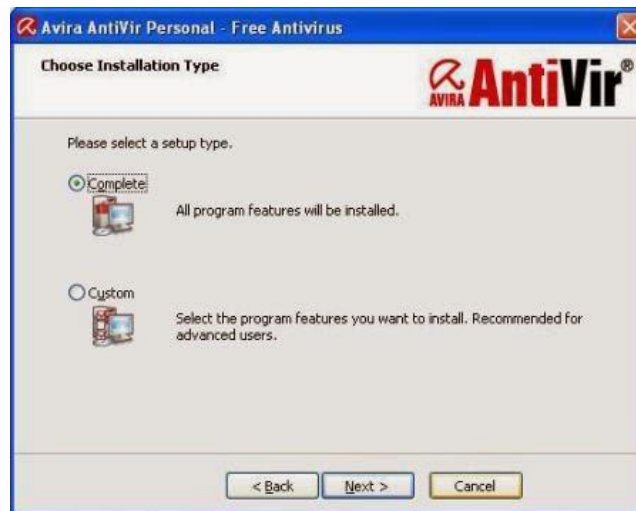 Avira AntiVir Personal - Free Antivirus
Choose Installation Type
AVIRA AntiVir®
Please select a setup type.
Complete
All program features will be installed.
Custom
Select the program features you want to install. Recommended for
advanced users.
< Back Next > Cancel